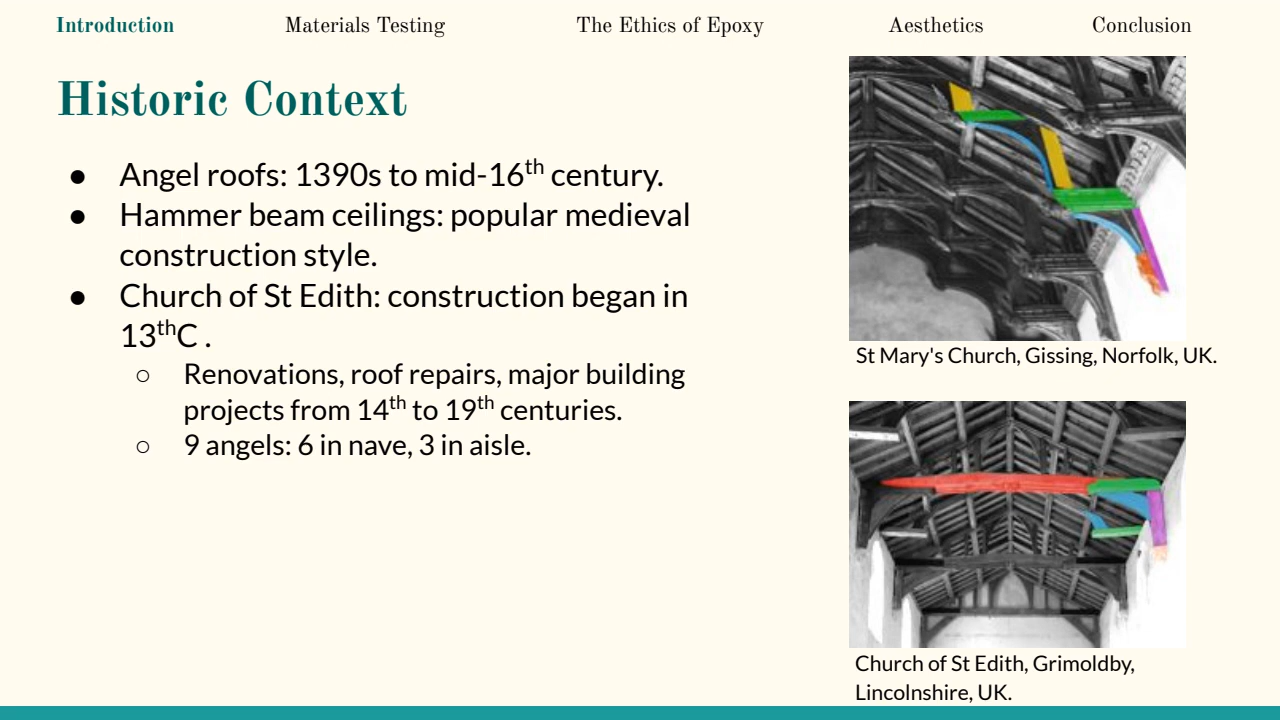 Introduction Materials Testing The Ethics of Epoxy Aesthetics Conclusion
Historic Context
● Angel roofs: 1390s to mid-16th century.
● Hammer beam ceilings: popular medieval
construction style.
● Church of St Edith: construction began in
13thC .
○ Renovations, roof repairs, major building
projects from 14th to 19th centuries.
○ 9 angels: 6 in nave, 3 in aisle.
St Mary's Church, Gissing, Norfolk, UK.
Church of St Edith, Grimoldby,
Lincolnshire, UK.